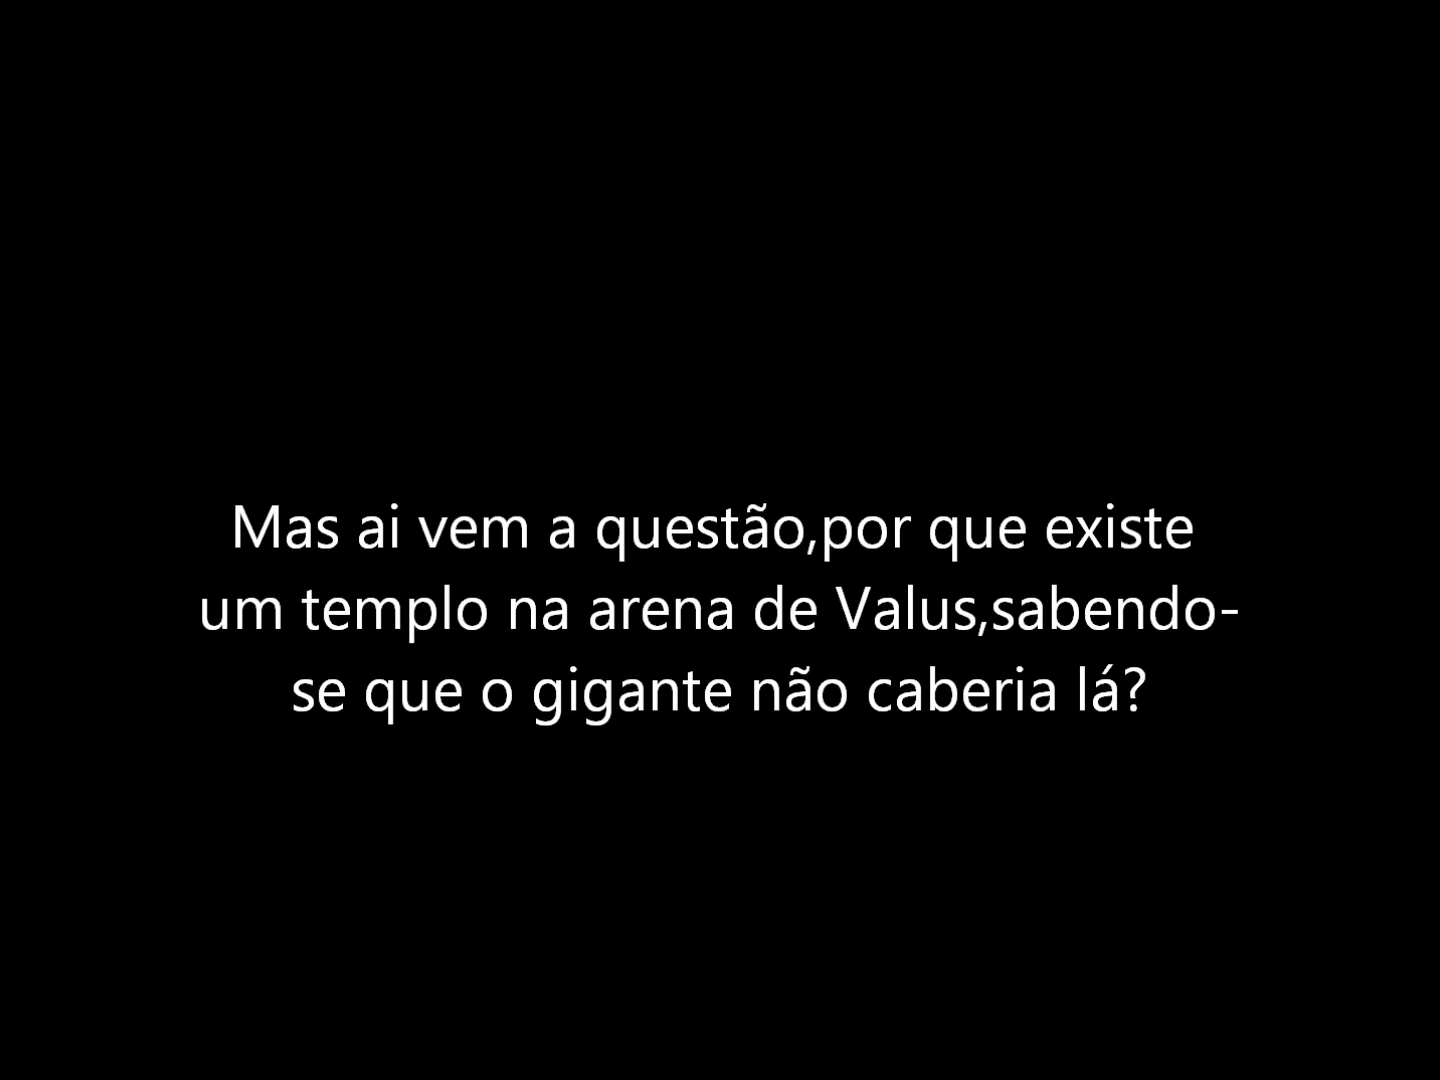 Mas ai vem a questão,por que existe
um templo na arena de Valus,sabendo-
se que o gigante não caberia lá?